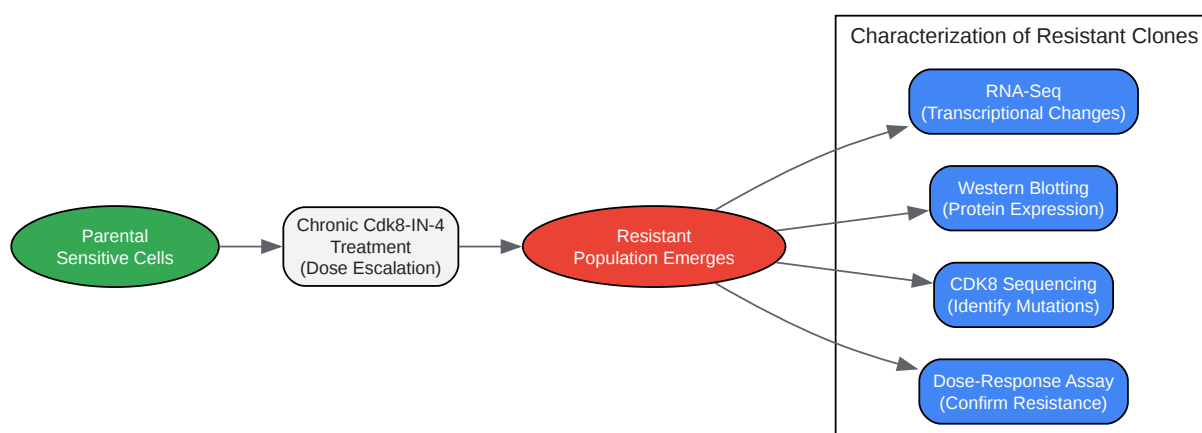 Characterization of Resistant Clones
RNA-Seq
(Transcriptional Changes)
Western Blotting
(Protein Expression)
Parental
Sensitive Cells
Chronic Cdk8-IN-4
Treatment
(Dose Escalation)
Resistant
Population Emerges
CDK8 Sequencing
(Identify Mutations)
Dose-Response Assay
(Confirm Resistance)